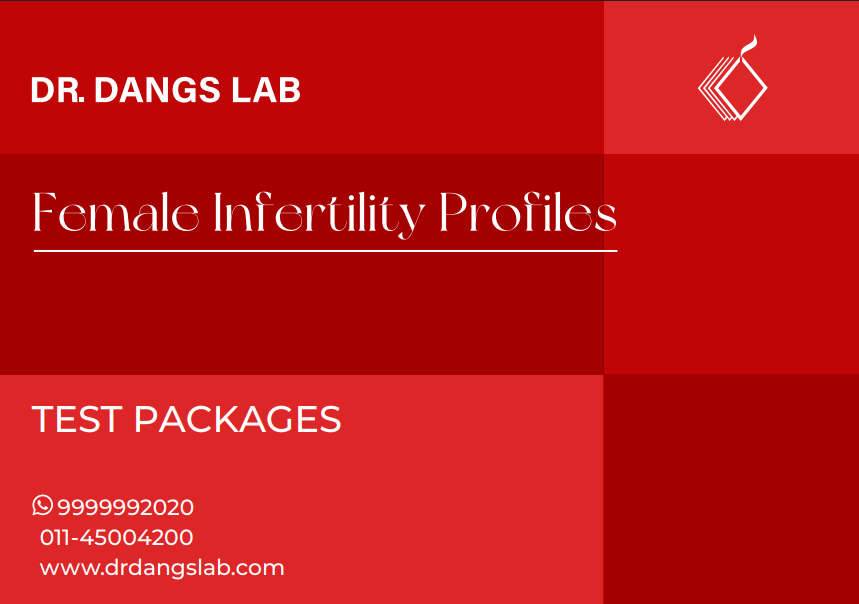 DR. DANGS LAB
Female Infertility Profiles
TEST PACKAGES
9999992020
011-45004200
www.drdangslab.com